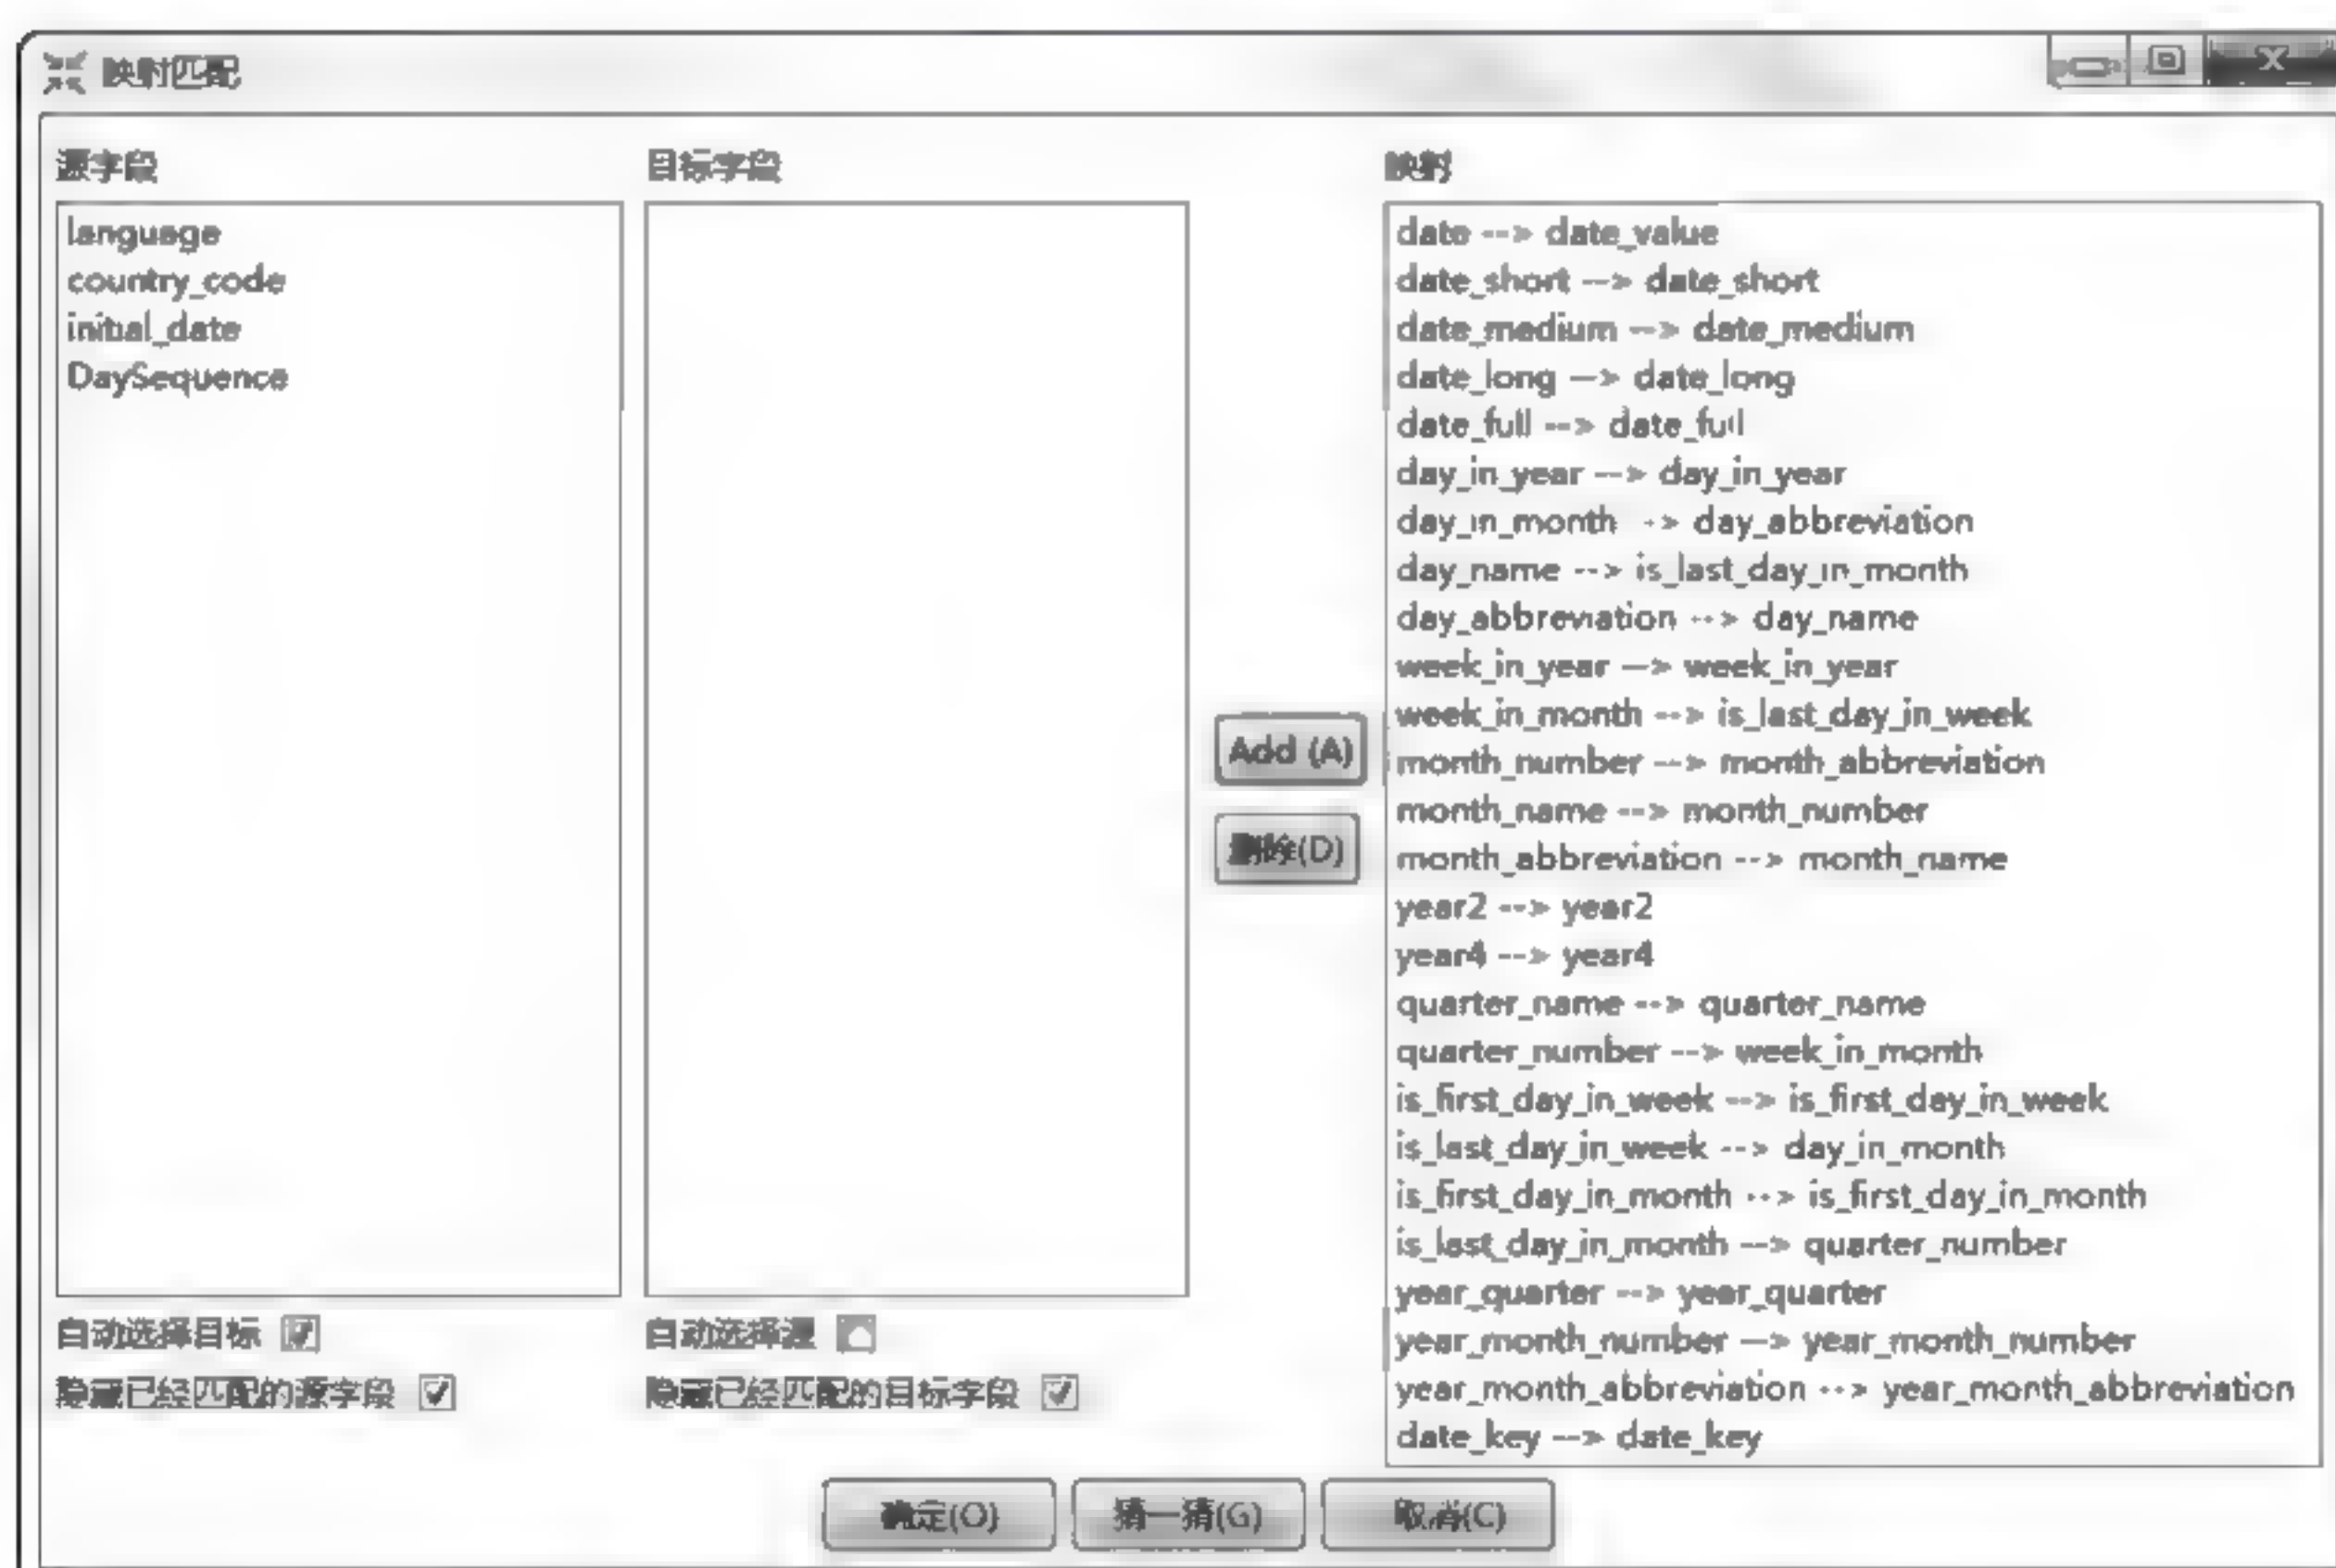 映射匹配
源字段
language
country_code
initial_date
DaySequence
自动选择目标
隐藏已经匹配的源字段
目标字段
自动选择源
隐藏已经匹配的目标字段
Add (A)
删除(D)
映射
date --> date_value
date_short --> date_short
date_medium --> date_medium
date_long --> date_long
date_full --> date_full
day_in_year --> day_in_year
day_in_month --> day_abbreviation
day_name --> is_last_day_in_month
day_abbreviation --> day_name
week_in_year --> week_in_year
week_in_month --> is_last_day_in_week
month_number --> month_abbreviation
month_name --> month_number
month_abbreviation --> month_name
year2 --> year2
year4 --> year4
quarter_name --> quarter_name
quarter_number --> week_in_month
is_first_day_in_week --> is_first_day_in_week
is_last_day_in_week --> day_in_month
is_first_day_in_month --> is_first_day_in_month
is_last_day_in_month --> quarter_number
year_quarter --> year_quarter
year_month_number --> year_month_number
year_month_abbreviation --> year_month_abbreviation
date_key --> date_key
确定(O)
猜一猜(G)
取消(C)